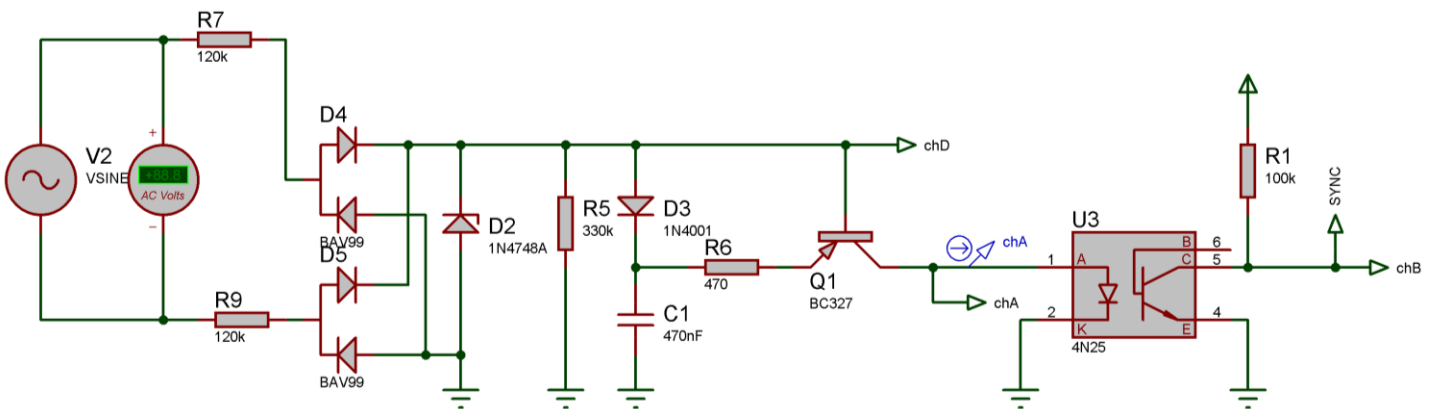 R7
120k
D4
V2
VSINE
+88.8
AC Volts
+
−
BAV99
D5
BAV99
R9
120k
D2
1N4748A
R5
330k
D3
1N4001
R6
470
C1
470nF
chD
Q1
BC327
chA
chA
U3
1
A
2
K
B
6
C
5
E
4
4N25
R1
100k
SYNC
chB